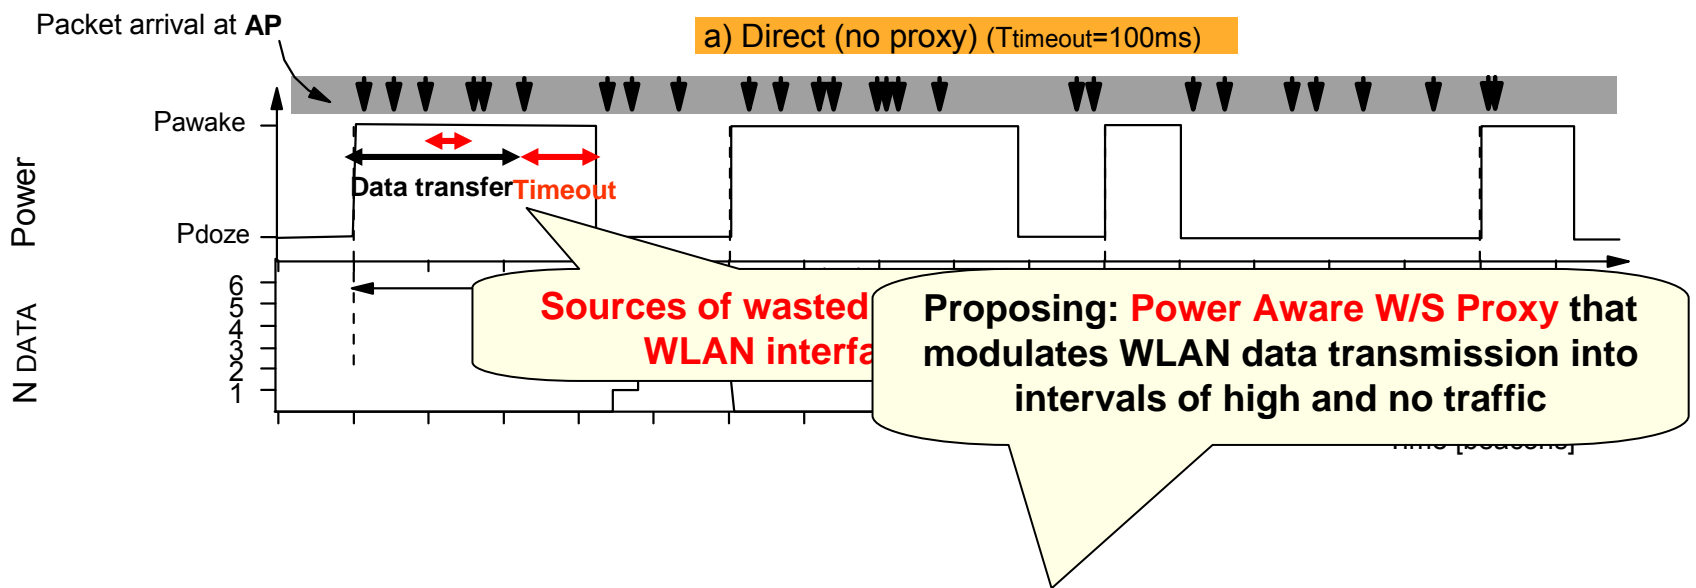 Packet arrival at AP
a) Direct (no proxy) (Ttimeout=100ms)
Pawake
Power
Data transfer
Timeout
Pdoze
6
5
4
3
2
1
N DATA
Sources of wasted
WLAN
Proposing: Power Aware W/S Proxy that
modulates WLAN data transmission into
intervals of high and no traffic